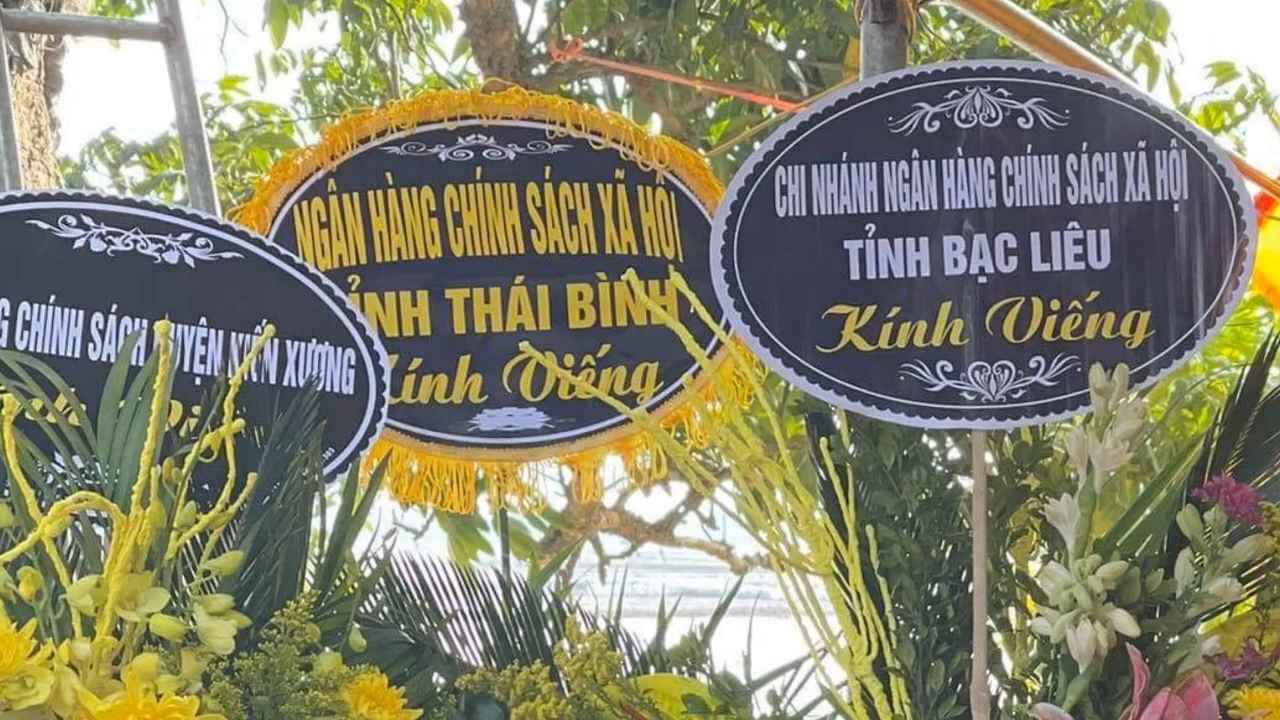 CHÍNH SÁCH HUYỆN KIẾN XƯƠNG
NGÂN HÀNG CHÍNH SÁCH XÃ HỘI
TỈNH THÁI BÌNH
Kính Viếng
CHI NHÁNH NGÂN HÀNG CHÍNH SÁCH XÃ HỘI
TỈNH BẠC LIÊU
Kính Viếng